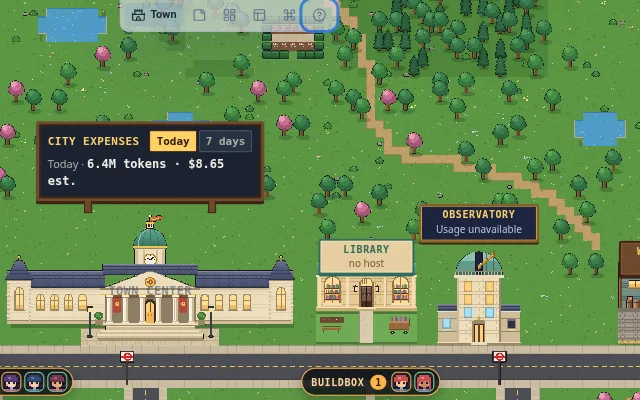 Town
CITY EXPENSES Today 7 days
Today · 6.4M tokens · $8.65
est.
OBSERVATORY
Usage unavailable
LIBRARY
no host
TOWN CENTER
BUILDBOX 1